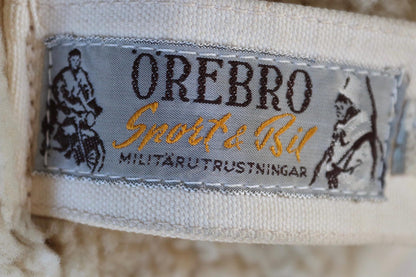 ÖREBRO
Sport & Bil
MILITÄRUTRUSTNINGAR